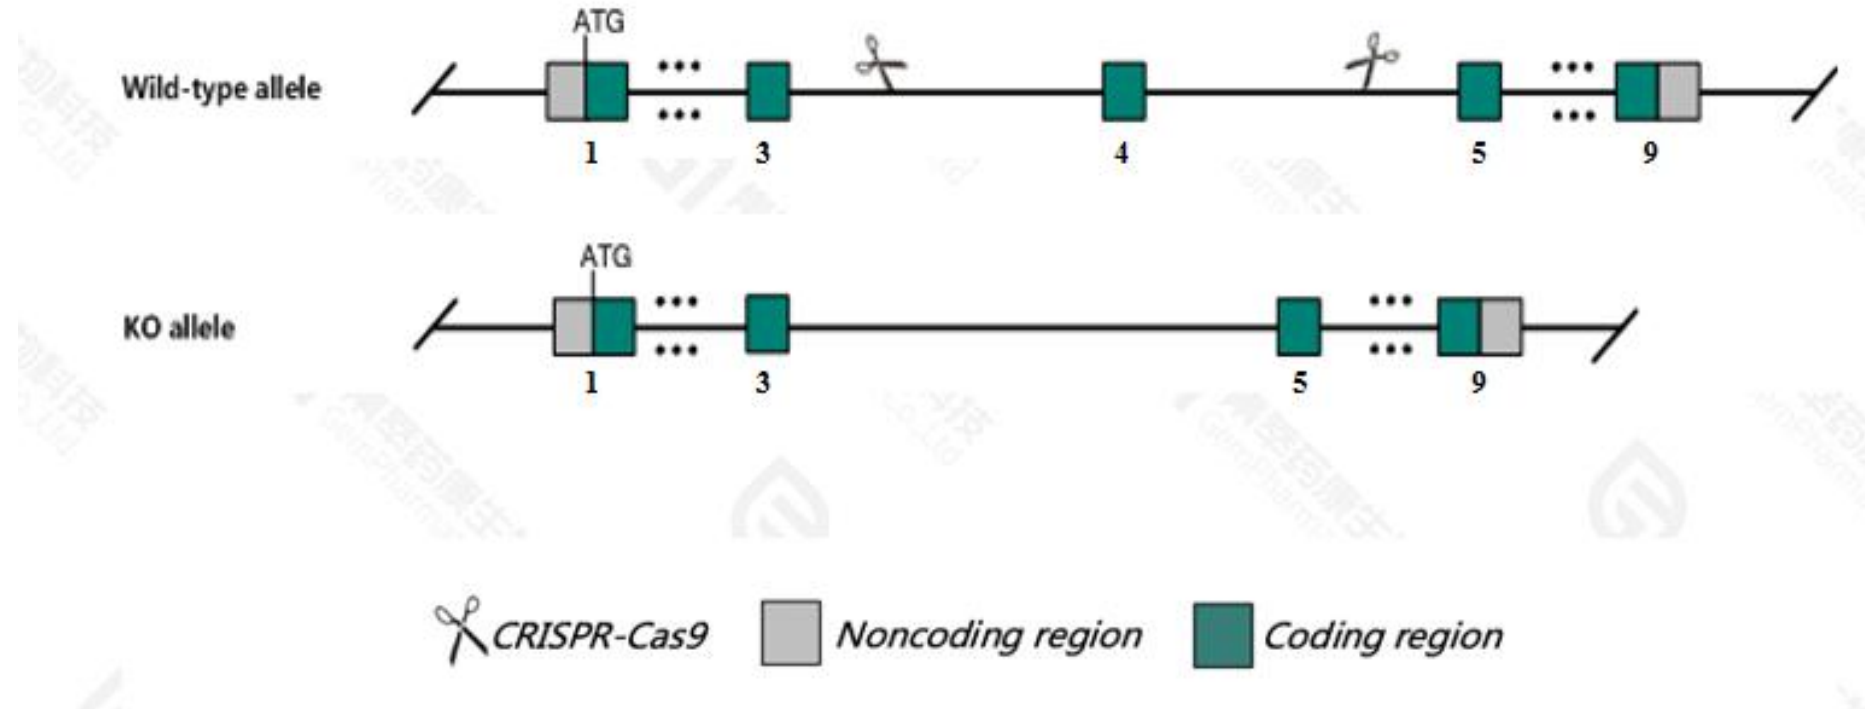 ATG
Wild-type allele
1 3 4 5 9
ATG
KO allele
1 3 5 9
CRISPR-Cas9 Noncoding region Coding region